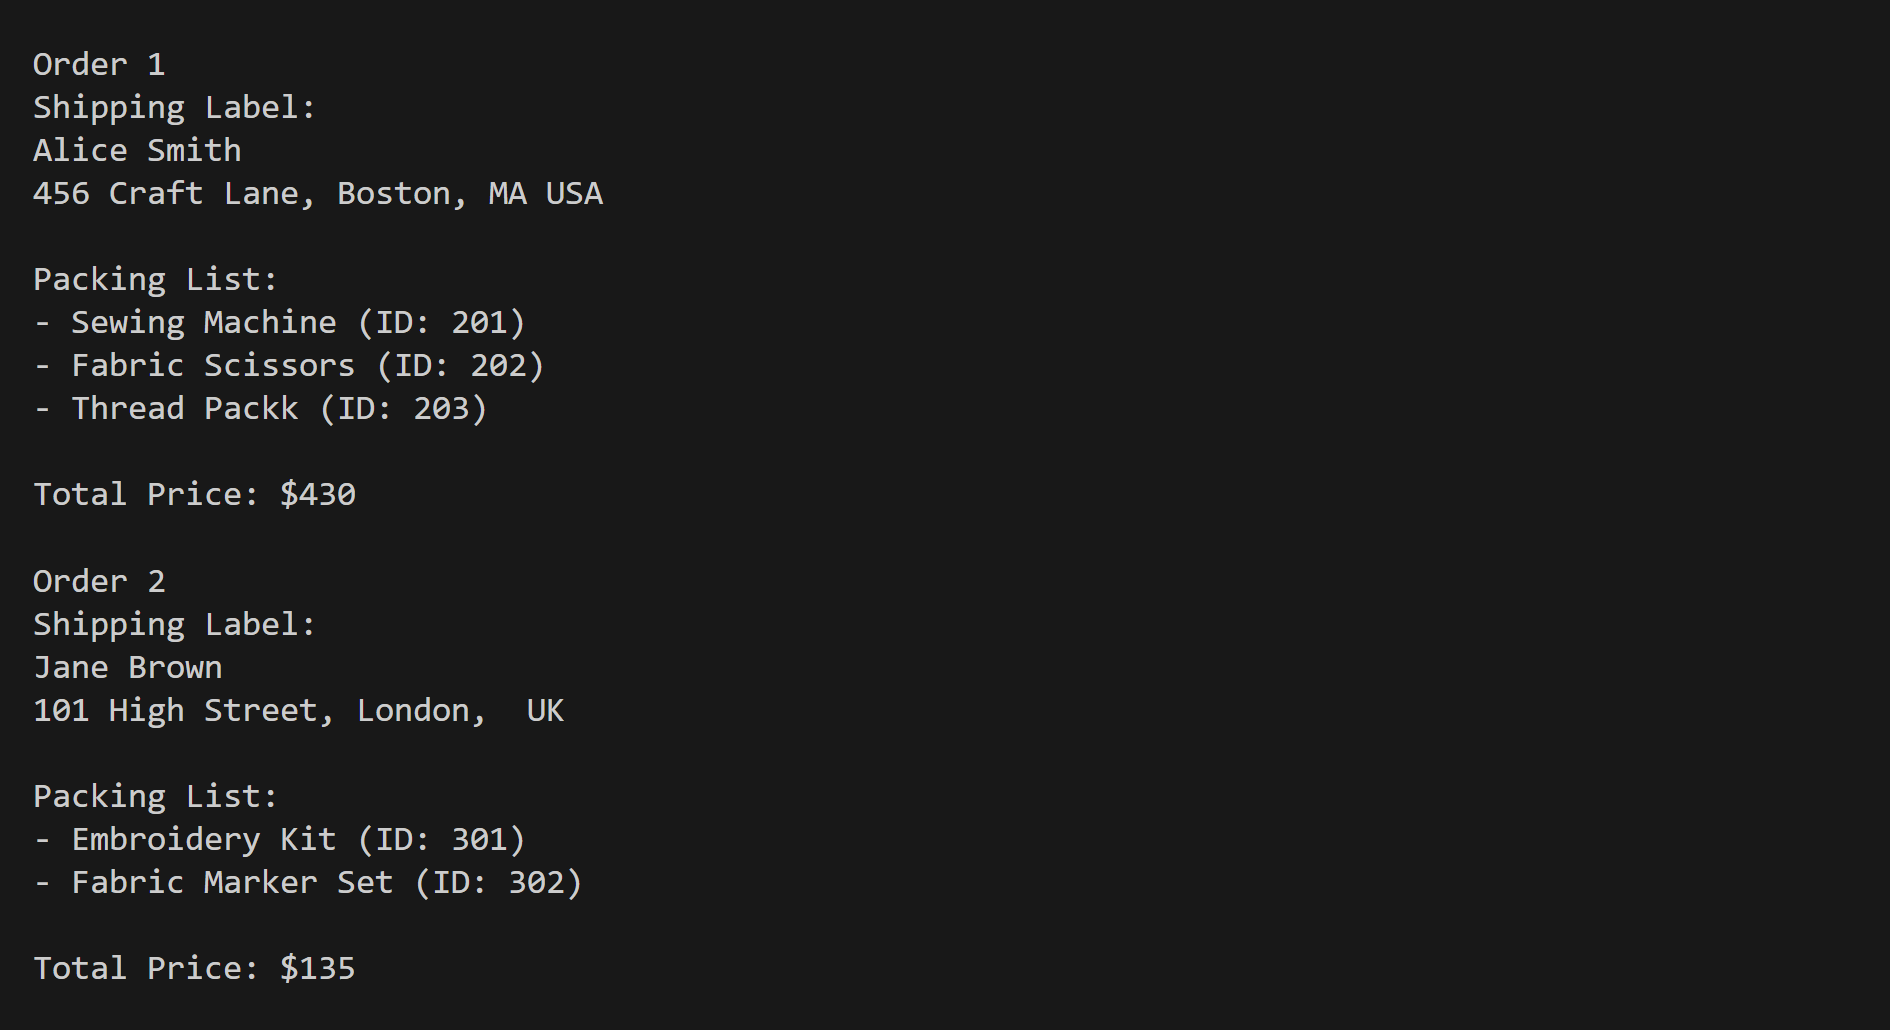 Order 1
Shipping Label:
Alice Smith
456 Craft Lane, Boston, MA USA
Packing List:
- Sewing Machine (ID: 201)
- Fabric Scissors (ID: 202)
- Thread Packk (ID: 203)
Total Price: $430
Order 2
Shipping Label:
Jane Brown
101 High Street, London,  UK
Packing List:
- Embroidery Kit (ID: 301)
- Fabric Marker Set (ID: 302)
Total Price: $135